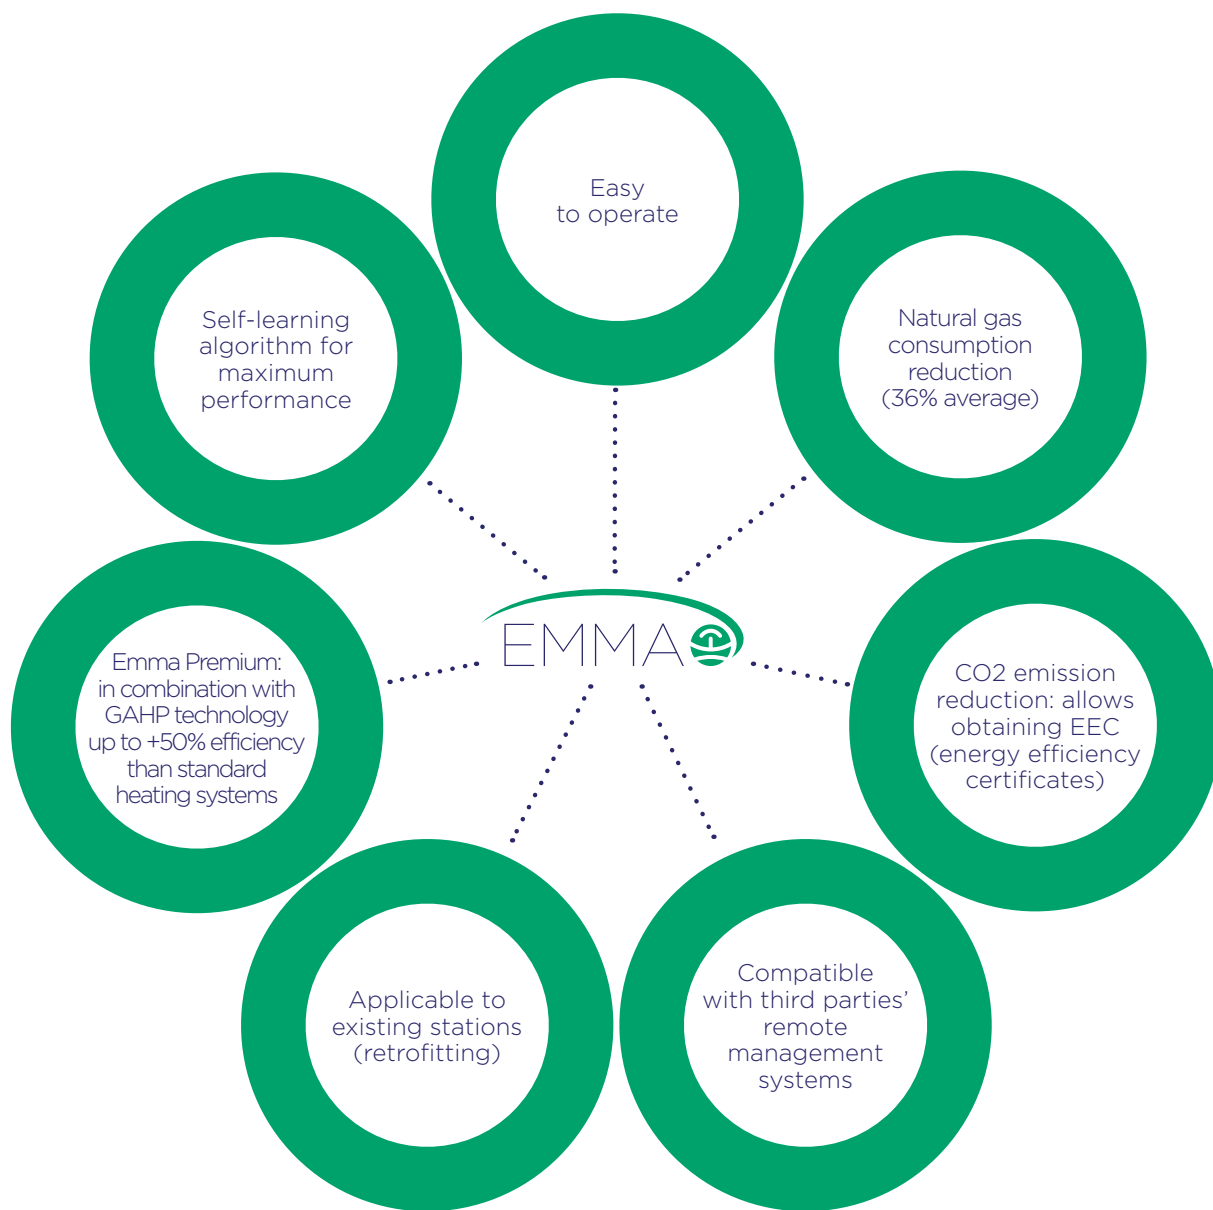 Easy
to operate
Natural gas
consumption
reduction
(36% average)
CO2 emission
reduction: allows
obtaining EEC
(energy efficiency
certificates)
Compatible
with third parties’
remote
management
systems
Applicable to
existing stations
(retrofitting)
Emma Premium:
in combination with
GAHP technology
up to +50% efficiency
than standard
heating systems
Self-learning
algorithm for
maximum
performance
EMMA